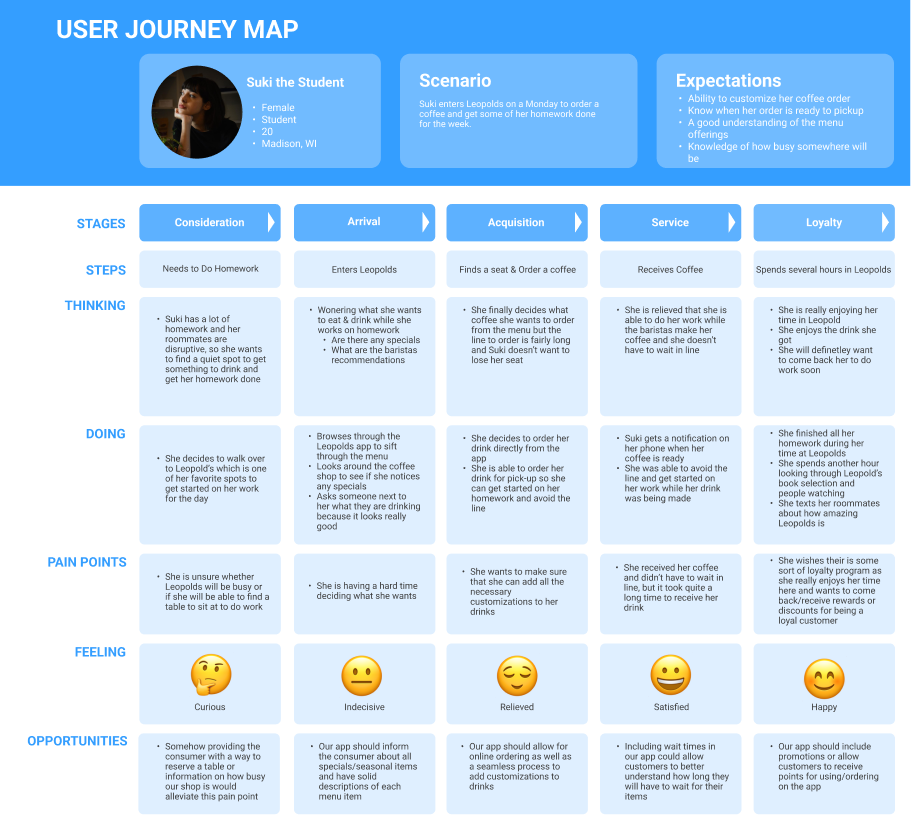 USER JOURNEY MAP
Suki the Student
• Female
• Student
• 20
• Madison, WI
Scenario
Suki enters Leopolds on a Monday to order a
coffee and get some of her homework done
for the week.
Expectations
• Ability to customize her coffee order
• Know when her order is ready to pickup
• A good understanding of the menu
offerings
• Knowledge of how busy somewhere will
be
STAGES
Consideration
Arrival
Acquisition
Service
Loyalty
STEPS
Needs to Do Homework
Enters Leopolds
Finds a seat & Order a coffee
Receives Coffee
Spends several hours in Leopolds
THINKING
• Suki has a lot of
homework and her
roommates are
disruptive, so she wants
to find a quiet spot to get
something to drink and
get her homework done
• Wonering what she wants
to eat & drink while she
works on homework
• Are there any specials
• What are the baristas
recommendations
• She finally decides what
coffee she wants to order
from the menu but the
line to order is fairly long
and Suki doesn't want to
lose her seat
• She is relieved that she is
able to do her work while
the baristas make her
coffee and she doesn't
have to wait in line
• She is really enjoying her
time in Leopold
• She enjoys the drink she
got
• She will definetley want
to come back her to do
work soon
DOING
• She decides to walk over
to Leopold's which is one
of her favorite spots to
get started on her work
for the day
• Browses through the
Leopolds app to sift
through the menu
• Looks around the coffee
shop to see if she notices
any specials
• Asks someone next to
her what they are drinking
because it looks really
good
• She decides to order her
drink directly from the
app
• She is able to order her
drink for pick-up so she
can get started on her
homework and avoid the
line
• Suki gets a notification on
her phone when her
coffee is ready
• She was able to avoid the
line and get started on
her work while her drink
was being made
• She finished all her
homework during her
time at Leopolds
• She spends another hour
looking through Leopold's
book selection and
people watching
• She texts her roommates
about how amazing
Leopolds is
PAIN POINTS
• She is unsure whether
Leopolds will be busy or
if she will be able to find a
table to sit at to do work
• She is having a hard time
deciding what she wants
• She wants to make sure
that she can add all the
necessary
customizations to her
drinks
• She received her coffee
and didn't have to wait in
line, but it took quite a
long time to receive her
drink
• She wishes their is some
sort of loyalty program as
she really enjoys her time
here and wants to come
back/receive rewards or
discounts for being a
loyal customer
FEELING
Curious
Indecisive
Relieved
Satisfied
Happy
OPPORTUNITIES
• Somehow providing the
consumer with a way to
reserve a table or
information on how busy
our shop is would
alleviate this pain point
• Our app should inform
the consumer about all
specials/seasonal items
and have solid
descriptions of each
menu item
• Our app should allow for
online ordering as well as
a seamless process to
add customizations to
drinks
• Including wait times in
our app could allow
customers to better
understand how long they
will have to wait for their
items
• Our app should include
promotions or allow
customers to receive
points for using/ordering
on the app